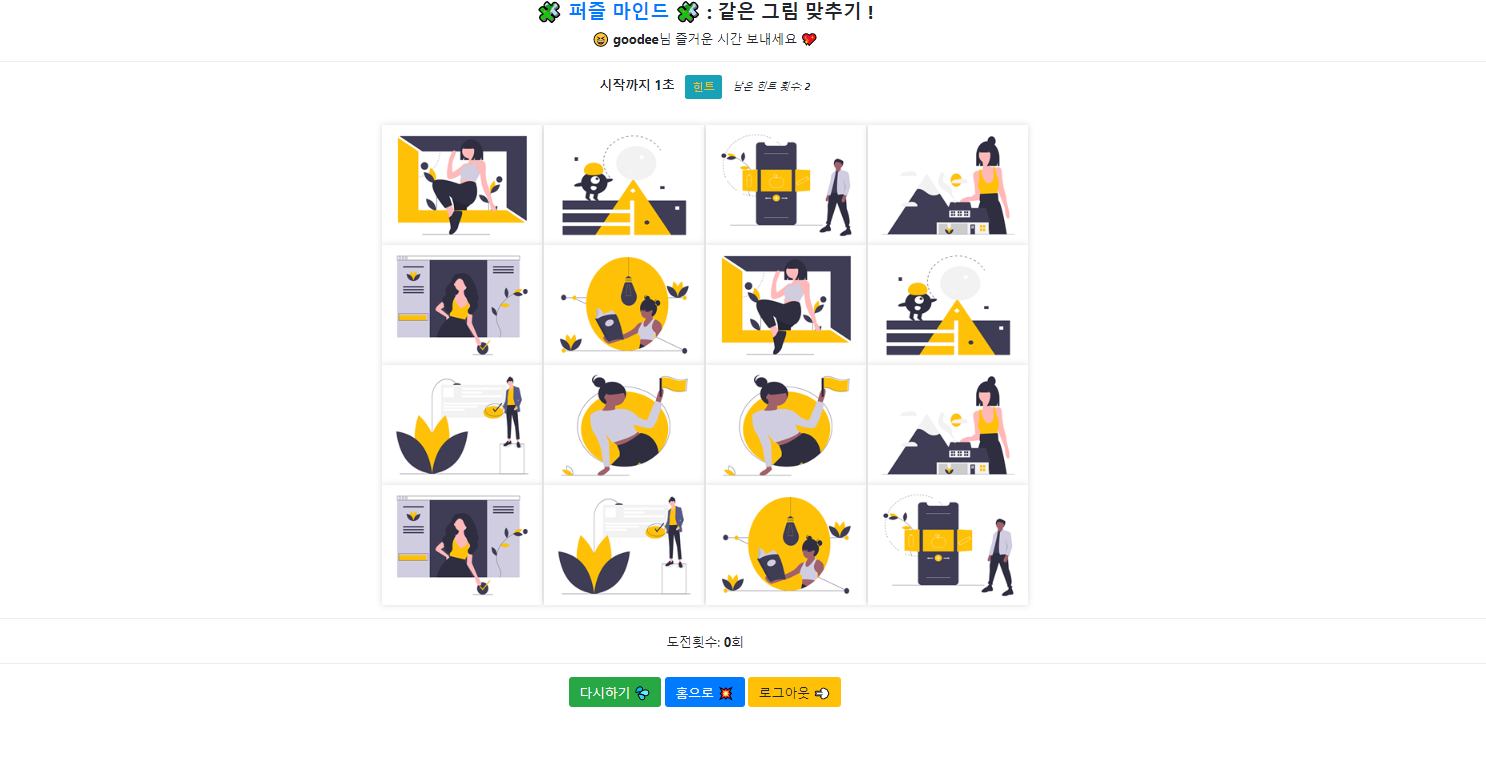 🧩 퍼즐 마인드 🧩 : 같은 그림 맞추기 !
😆 goodee님 즐거운 시간 보내세요 💖
시작까지 1초 힌트 남은 힌트 횟수: 2
도전횟수: 0회
다시하기 💦 홈으로 💥 로그아웃 💨